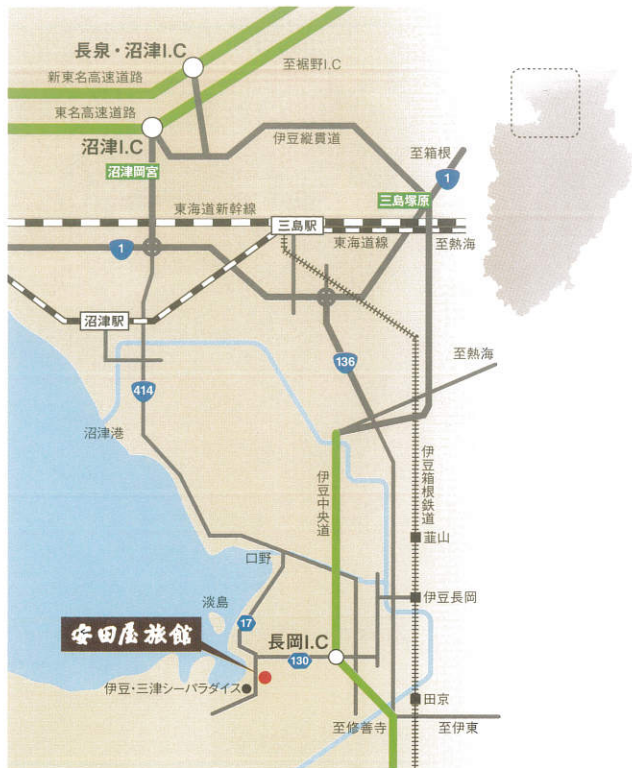 長泉・沼津I.C
至裾野I.C
新東名高速道路
東名高速道路
沼津I.C
伊豆縦貫道
至箱根
沼津岡宮
1
三島塚原
東海道新幹線
三島駅
東海道線
至熱海
1
沼津駅
136
至熱海
414
沼津港
伊豆中央道
伊豆箱根鉄道
韮山
口野
淡島
伊豆長岡
17
安田屋旅館
長岡I.C
130
伊豆・三津シーパラダイス
田京
至修善寺
至伊東